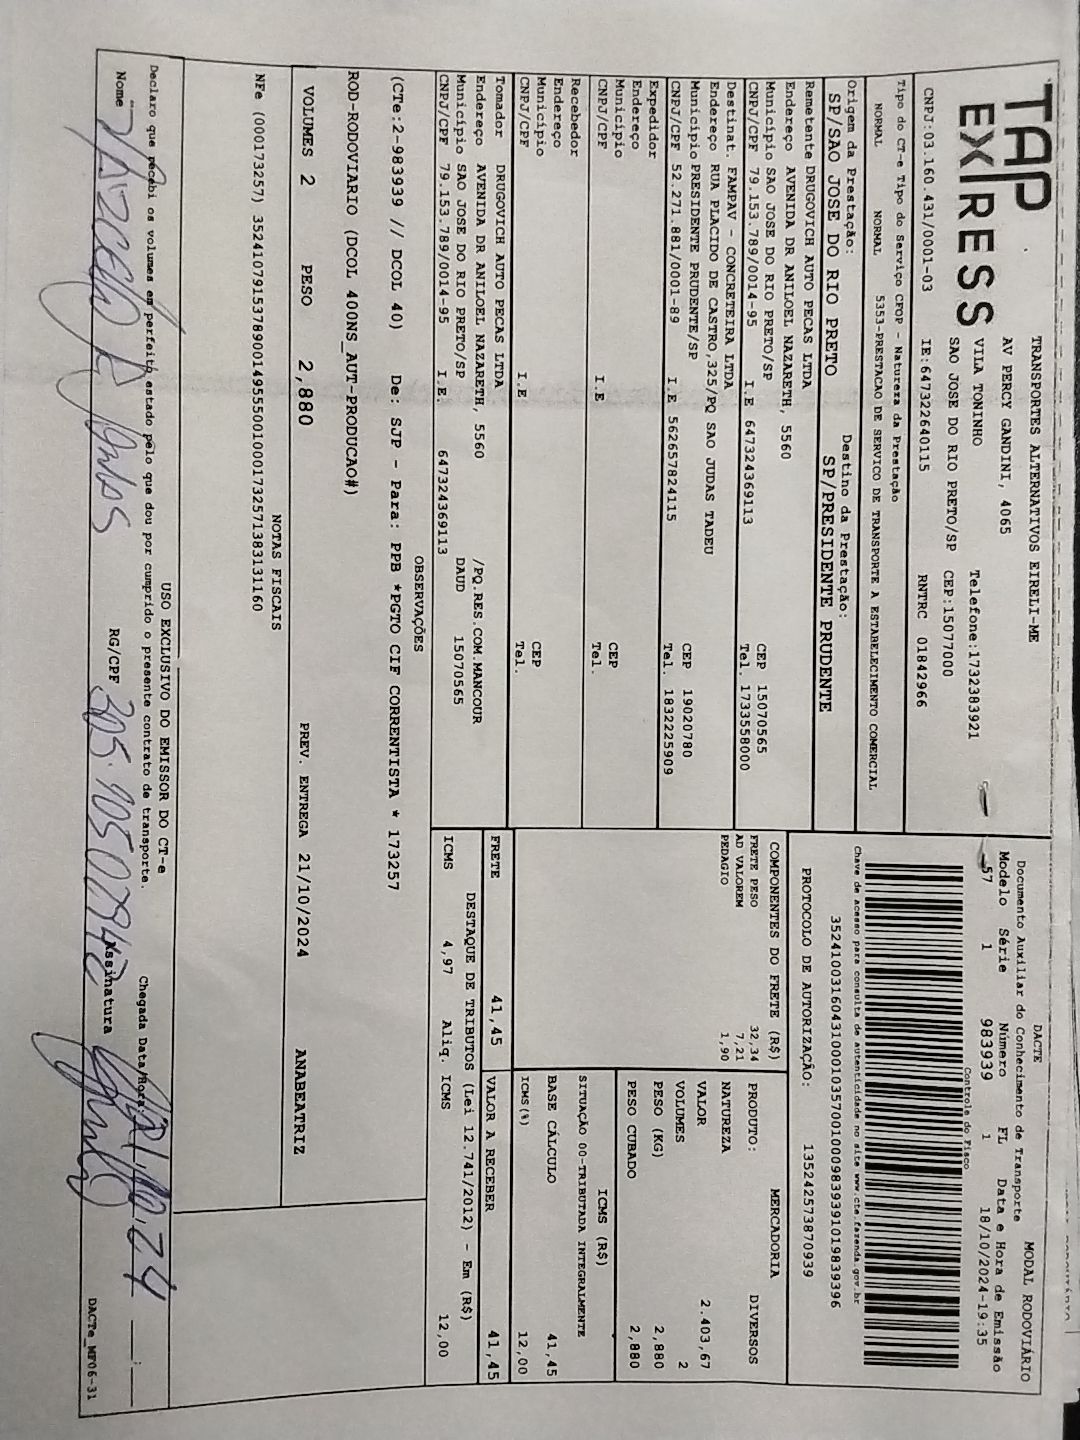 TAP
EXPRESS
TRANSPORTES ALTERNATIVOS EIRELI-ME
AV PERCY GANDINI, 4065
VILA TONINHO Telefone:1732383921
SAO JOSE DO RIO PRETO/SP CEP:15077000
CNPJ:03.160.431/0001-03 IE:647322640115 RNTRC 01842966
Tipo do CT-e Tipo do Serviço CFOP - Natureza da Prestação
NORMAL NORMAL 5353-PRESTACAO DE SERVICO DE TRANSPORTE A ESTABELECIMENTO COMERCIAL
Origem da Prestação: Destino da Prestação:
SP/SAO JOSE DO RIO PRETO SP/PRESIDENTE PRUDENTE
Remetente DRUGOVICH AUTO PECAS LTDA
Endereço AVENIDA DR ANILOEL NAZARETH, 5560
Município SAO JOSE DO RIO PRETO/SP CEP 15070565
CNPJ/CPF 79.153.789/0014-95 I.E 647324369113 Tel. 1733558000
Destinat. FAMPAV - CONCRETEIRA LTDA
Endereço RUA PLACIDO DE CASTRO,325/PQ SAO JUDAS TADEU
Município PRESIDENTE PRUDENTE/SP CEP 19020780
CNPJ/CPF 52.271.881/0001-89 I.E 562657824115 Tel. 1832225909
Expedidor
Endereço
Município CEP
CNPJ/CPF I.E Tel.
Recebedor
Endereço
Município CEP
CNPJ/CPF I.E Tel.
Tomador DRUGOVICH AUTO PECAS LTDA
Endereço AVENIDA DR ANILOEL NAZARETH, 5560 /PQ.RES.COM.MANCOUR
Município SAO JOSE DO RIO PRETO/SP DAUD 15070565
CNPJ/CPF 79.153.789/0014-95 I.E. 647324369113
DACTE MODAL RODOVIÁRIO
Documento Auxiliar do Conhecimento de Transporte
Modelo Série Número FL Data e Hora de Emissão
57 1 983939 1 18/10/2024-19:35
Controle do Fisco
Chave de acesso para consulta de autenticidade no site www.cte.fazenda.gov.br
35241003160431000103570010009839391019839396
PROTOCOLO DE AUTORIZAÇÃO: 135242573870939
COMPONENTES DO FRETE (R$)
FRETE PESO 32,34
AD VALOREM 7,21
PEDAGIO 1,90
MERCADORIA
PRODUTO: DIVERSOS
NATUREZA
VALOR 2.403,67
VOLUMES 2
PESO (KG) 2,880
PESO CUBADO 2,880
ICMS (R$)
SITUAÇÃO 00-TRIBUTADA INTEGRALMENTE
BASE CÁLCULO 41,45
ICMS(%) 12,00
FRETE 41,45 VALOR A RECEBER 41,45
DESTAQUE DE TRIBUTOS (Lei 12.741/2012) - Em (R$)
ICMS 4,97 Aliq. ICMS 12,00
OBSERVAÇÕES
(CTe:2-983939 // DCOL 40) De: SJP - Para: PPB *PGTO CIF CORRENTISTA * 173257
ROD-RODOVIARIO (DCOL 400NS_AUT-PRODUCAO#)
VOLUMES 2 PESO 2,880 PREV. ENTREGA 21/10/2024 ANABEATRIZ
NOTAS FISCAIS
NFe (000173257) 35241079153789001495550010001732571383131160
USO EXCLUSIVO DO EMISSOR DO CT-e
Declaro que recebi os volumes em perfeito estado pelo que dou por cumprido o presente contrato de transporte. Chegada Data/Hora: __:__
Nome RG/CPF Assinatura
DACTe_MF06-31